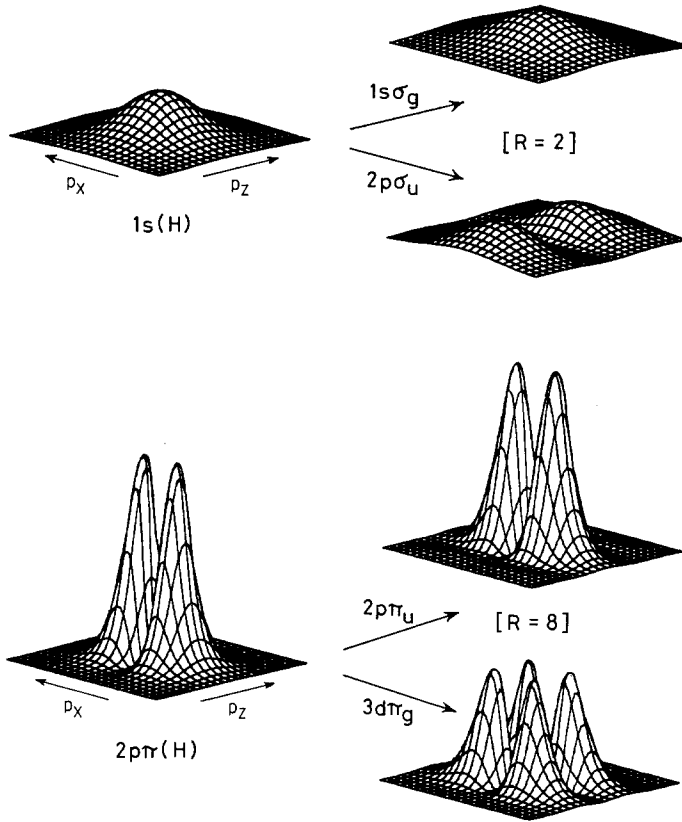 1sσg
[R = 2]
pX
pZ
2pσu
1s(H)
2pπu
[R = 8]
pX
pZ
3dπg
2pπ(H)